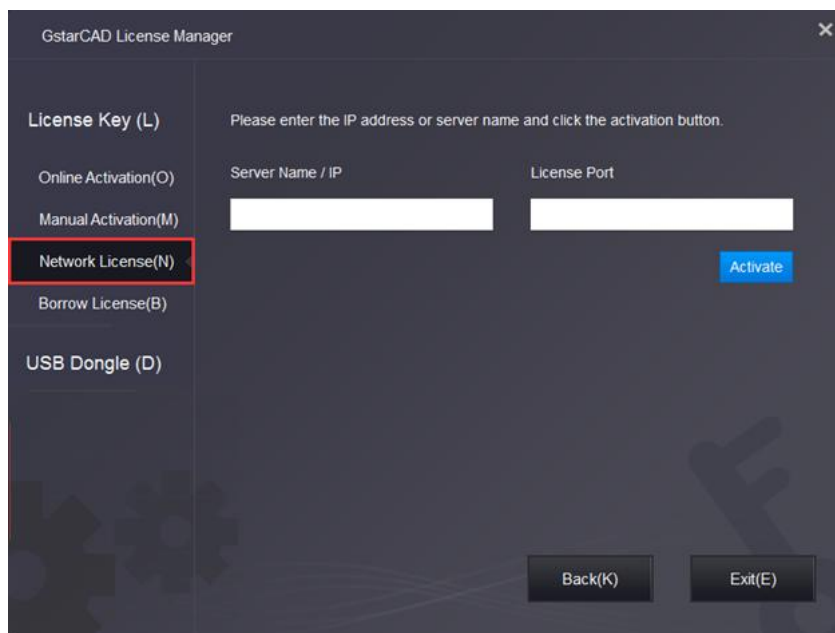 GstarCAD License Manager
License Key (L)
Online Activation(O)
Manual Activation(M)
Network License(N)
Borrow License(B)
USB Dongle (D)
Please enter the IP address or server name and click the activation button.
Server Name / IP
License Port
Activate
Back(K)
Exit(E)